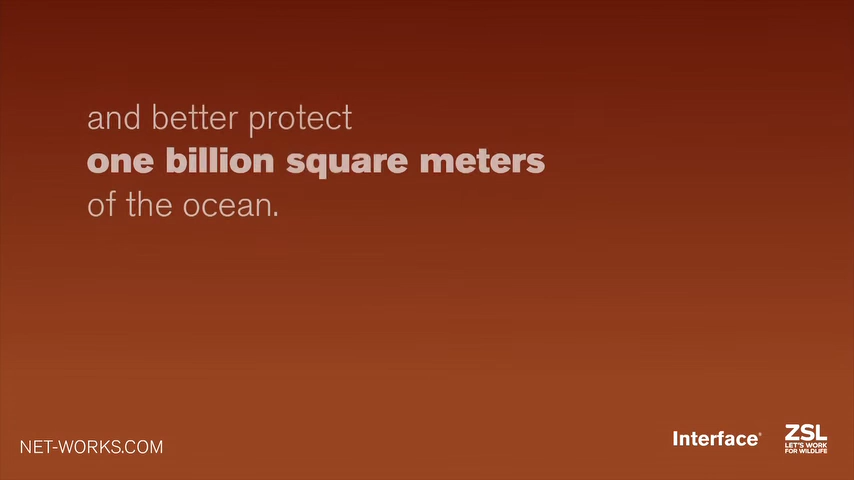 and better protect
one billion square meters
of the ocean.
NET-WORKS.COM
Interface®
ZSL
LET'S WORK
FOR WILDLIFE